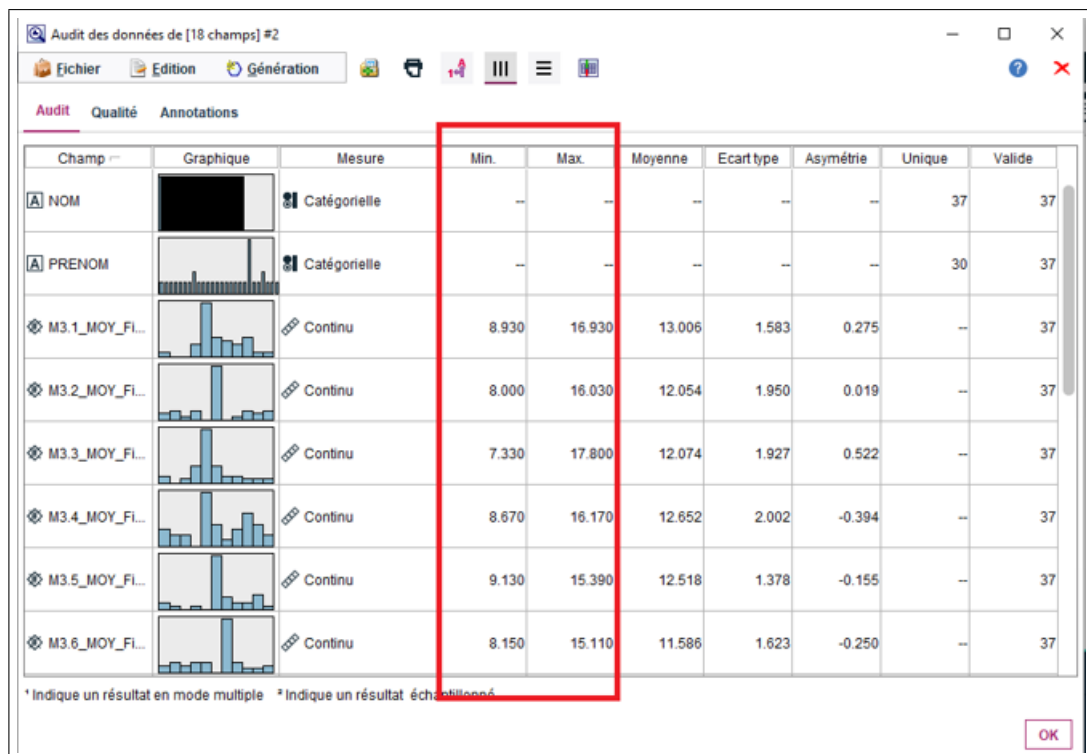 Audit des données de [18 champs] #2
Fichier Edition Génération
Audit Qualité Annotations
Champ Graphique Mesure Min. Max. Moyenne Ecart type Asymétrie Unique Valide
A NOM Catégorielle -- -- -- -- -- 37 37
A PRENOM Catégorielle -- -- -- -- -- 30 37
M3.1_MOY_Fi... Continu 8.930 16.930 13.006 1.583 0.275 -- 37
M3.2_MOY_Fi... Continu 8.000 16.030 12.054 1.950 0.019 -- 37
M3.3_MOY_Fi... Continu 7.330 17.800 12.074 1.927 0.522 -- 37
M3.4_MOY_Fi... Continu 8.670 16.170 12.652 2.002 -0.394 -- 37
M3.5_MOY_Fi... Continu 9.130 15.390 12.518 1.378 -0.155 -- 37
M3.6_MOY_Fi... Continu 8.150 15.110 11.586 1.623 -0.250 -- 37
¹ Indique un résultat en mode multiple ² Indique un résultat échantillonné
OK